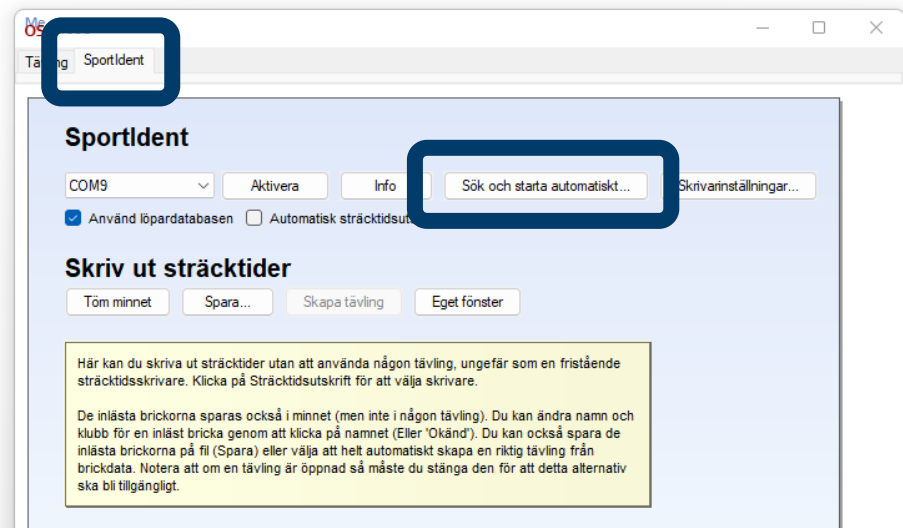 Me
OS
Tä ng SportIdent
SportIdent
COM9 Aktivera Info Sök och starta automatiskt... Skrivarinställningar...
Använd löpardatabasen Automatisk sträcktidsut
Skriv ut sträcktider
Töm minnet Spara... Skapa tävling Eget fönster
Här kan du skriva ut sträcktider utan att använda någon tävling, ungefär som en fristående
sträcktidsskrivare. Klicka på Sträcktidsutskrift för att välja skrivare.
De inlästa brickorna sparas också i minnet (men inte i någon tävling). Du kan ändra namn och
klubb för en inläst bricka genom att klicka på namnet (Eller 'Okänd'). Du kan också spara de
inlästa brickorna på fil (Spara) eller välja att helt automatiskt skapa en riktig tävling från
brickdata. Notera att om en tävling är öppnad så måste du stänga den för att detta alternativ
ska bli tillgängligt.